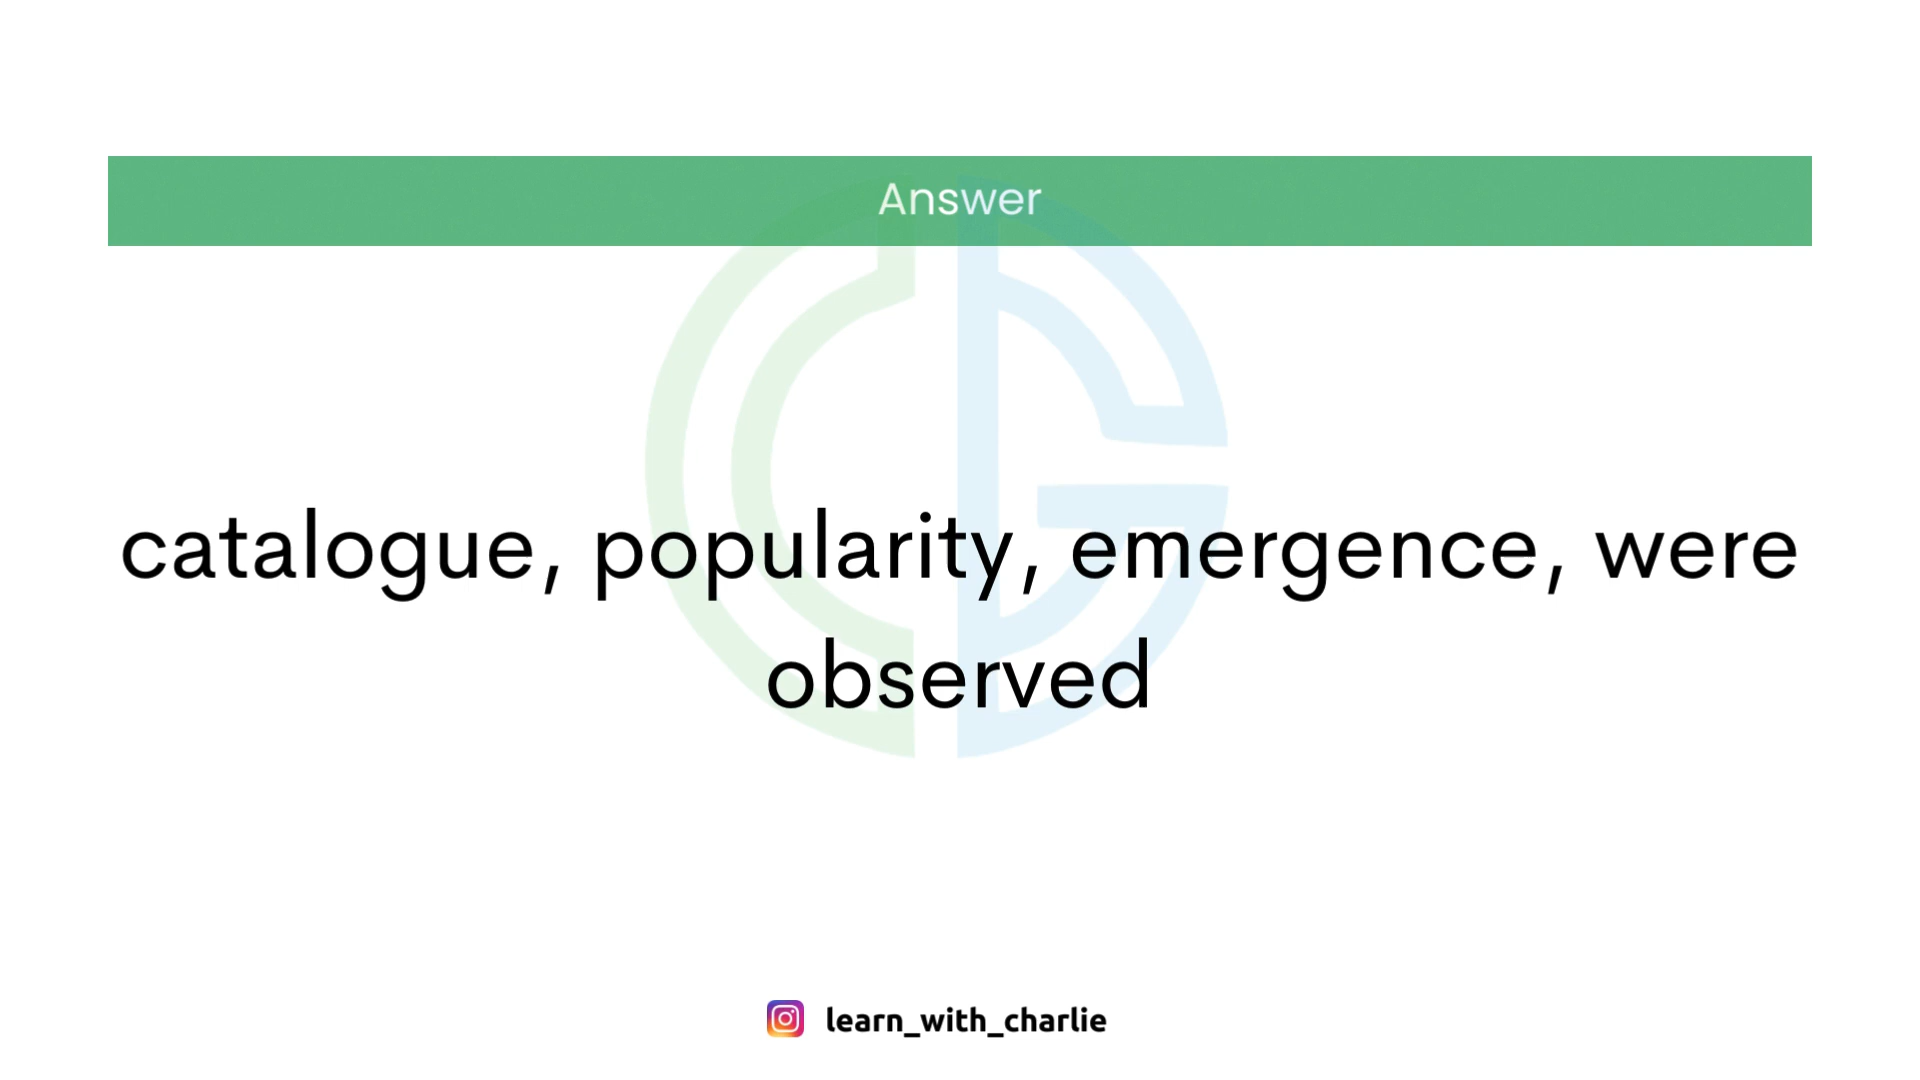 Answer
catalogue, popularity, emergence, were
observed
learn_with_charlie